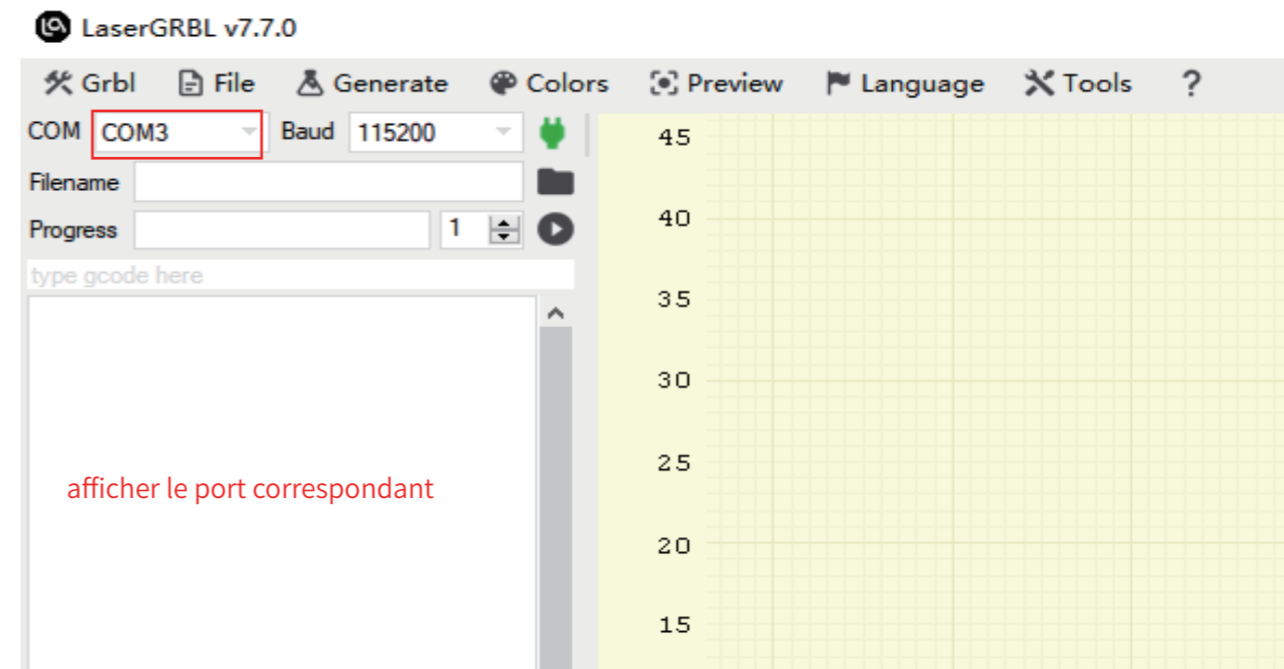 LaserGRBL v7.7.0
Grbl File Generate Colors Preview Language Tools ?
COM COM3 Baud 115200
Filename
Progress 1
type gcode here
afficher le port correspondant
45
40
35
30
25
20
15